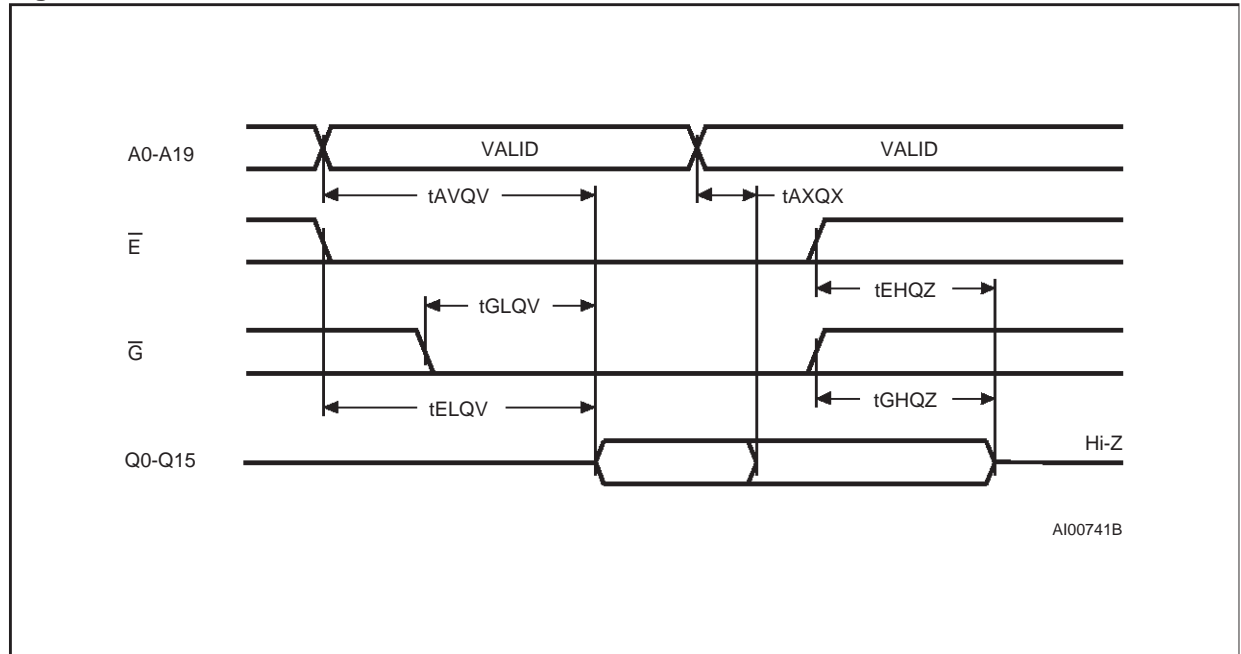 A0-A19
VALID
VALID
tAVQV
tAXQX
E̅
tEHQZ
tGLQV
G̅
tGHQZ
tELQV
Hi-Z
Q0-Q15
AI00741B